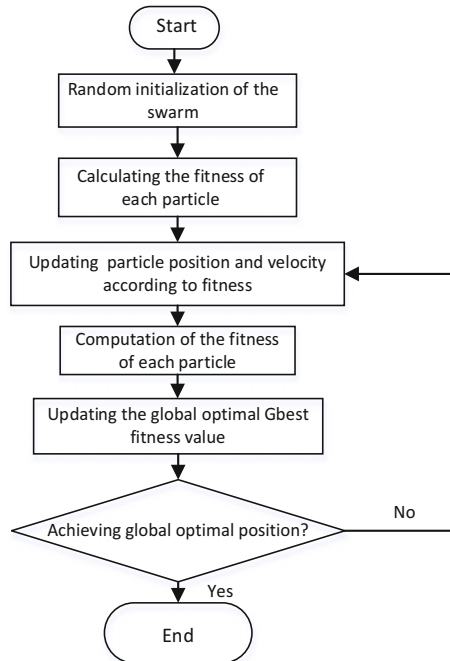 Start
Random initialization of the
swarm
Calculating the fitness of
each particle
Updating particle position and velocity
according to fitness
Computation of the fitness
of each particle
Updating the global optimal Gbest
fitness value
Achieving global optimal position?
No
Yes
End